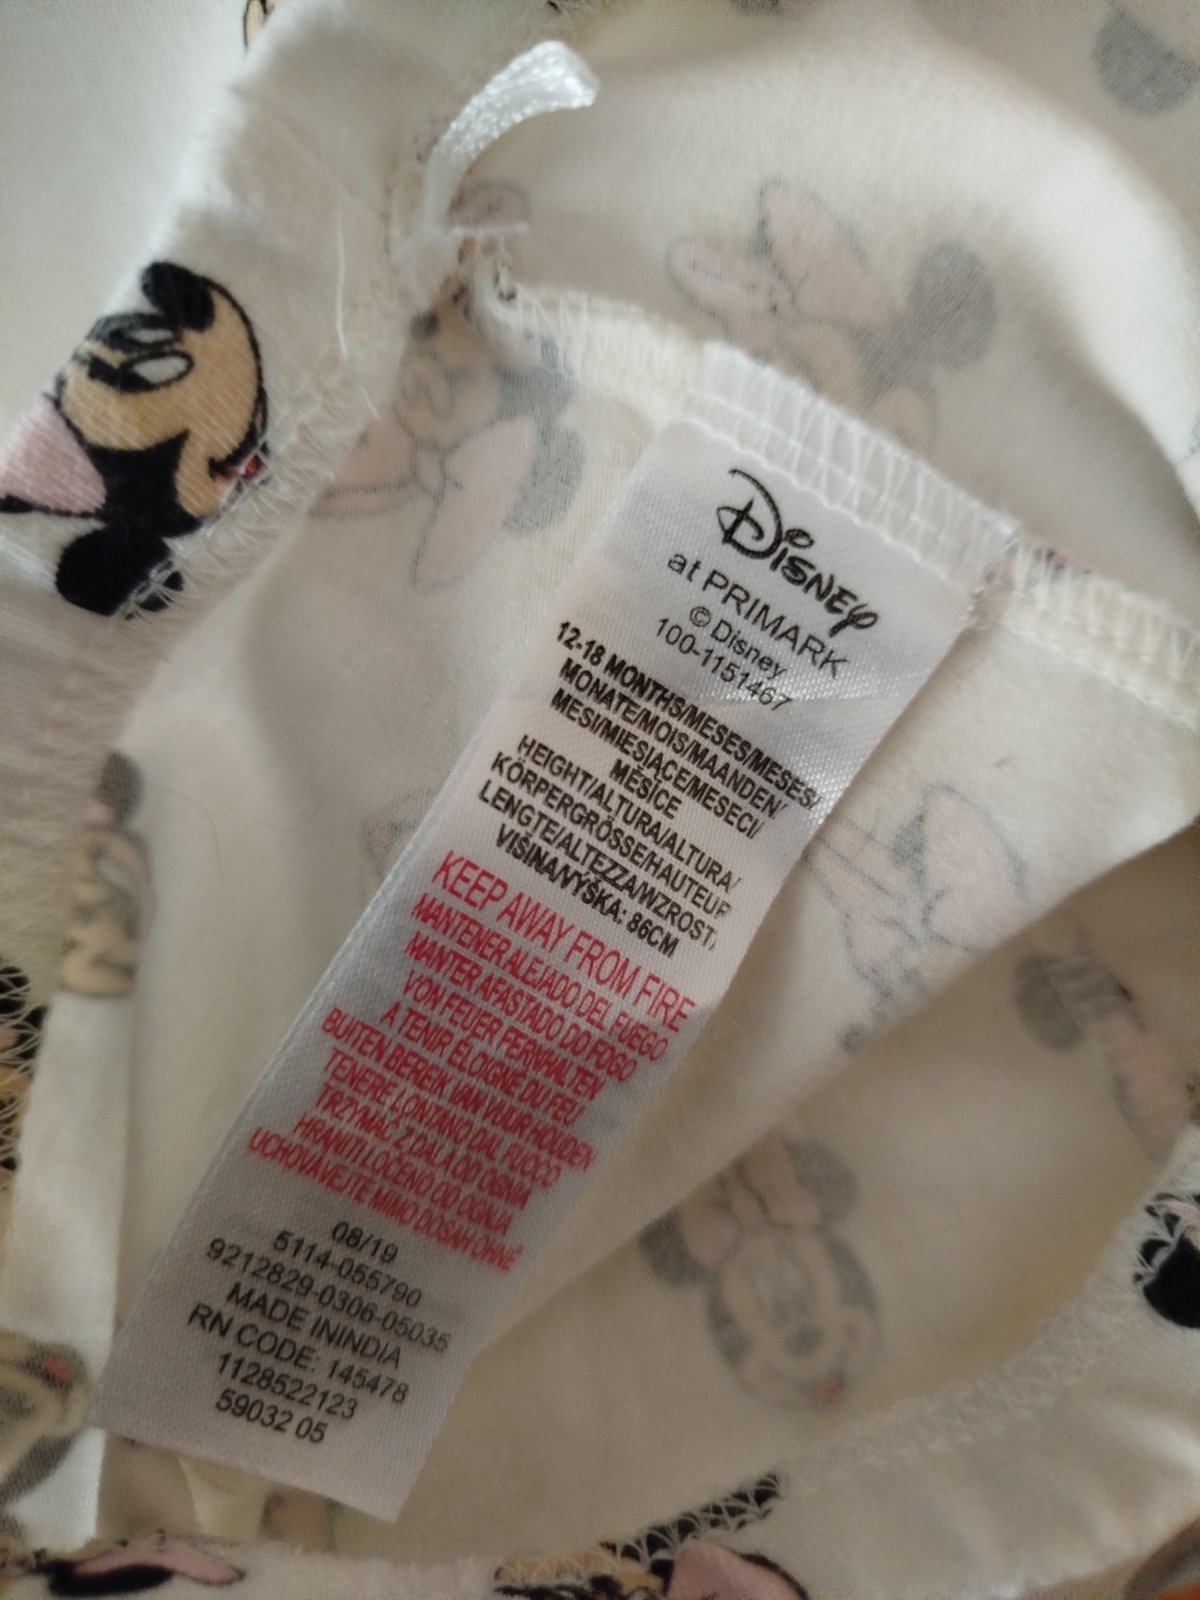 Disney
at PRIMARK
© Disney
100-1151467
12-18 MONTHS/MESES/MESES/
MONATE/MOIS/MAANDEN/
MESI/MIESIĄCE/MESECI/
MĚSÍCE
HEIGHT/ALTURA/ALTURA/
KÖRPERGRÖSSE/HAUTEUR
LENGTE/ALTEZZA/WZROST/
VIŠINA/VÝŠKA: 86CM
KEEP AWAY FROM FIRE
MANTENER ALEJADO DEL FUEGO
MANTER AFASTADO DO FOGO
VON FEUER FERNHALTEN
A TENIR ÉLOIGNÉ DU FEU
BUITEN BEREIK VAN VUUR HOUDEN
TENERE LONTANO DAL FUOCO
TRZYMAĆ Z DALA OD OGNIA
HRANITI LOČENO OD OGNJA
UCHOVÁVEJTE MIMO DOSAH OHNĚ
08/19
5114-055790
9212829-0306-05035
MADE ININDIA
RN CODE: 145478
1128522123
59032 05